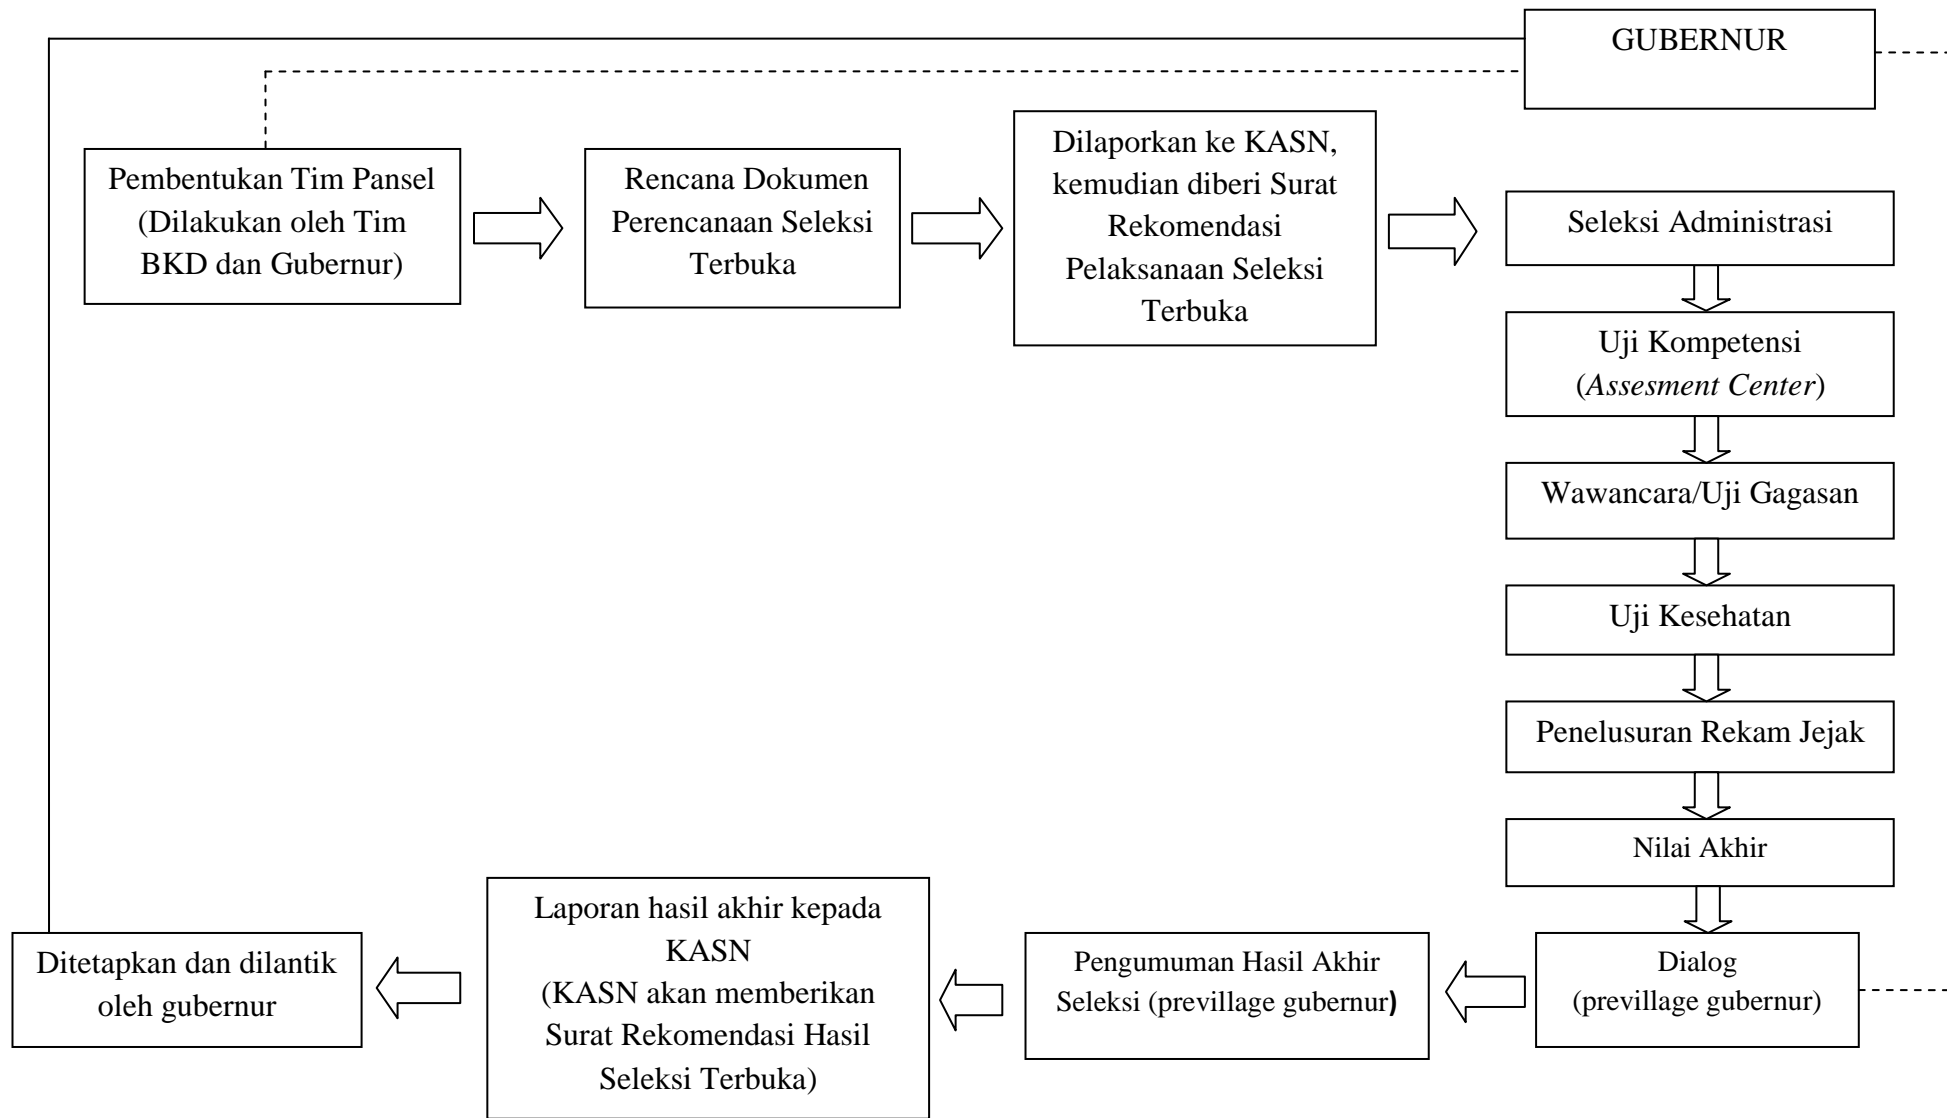 GUBERNUR
Pembentukan Tim Pansel
(Dilakukan oleh Tim
BKD dan Gubernur)
Rencana Dokumen
Perencanaan Seleksi
Terbuka
Dilaporkan ke KASN,
kemudian diberi Surat
Rekomendasi
Pelaksanaan Seleksi
Terbuka
Seleksi Administrasi
Uji Kompetensi
(Assesment Center)
Wawancara/Uji Gagasan
Uji Kesehatan
Penelusuran Rekam Jejak
Nilai Akhir
Dialog
(previllage gubernur)
Pengumuman Hasil Akhir
Seleksi (previllage gubernur)
Laporan hasil akhir kepada
KASN
(KASN akan memberikan
Surat Rekomendasi Hasil
Seleksi Terbuka)
Ditetapkan dan dilantik
oleh gubernur